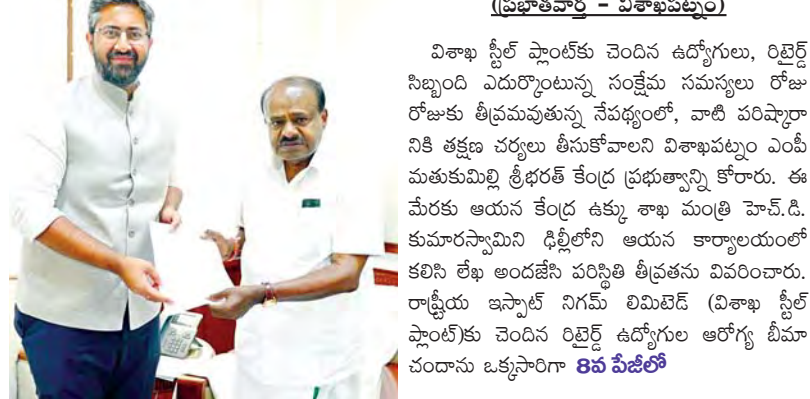 (ప్రభాతవార్త – విశాఖపట్నం)
విశాఖ స్టీల్ ప్లాంట్‌కు చెందిన ఉద్యోగులు, రిటైర్డ్
సిబ్బంది ఎదుర్కొంటున్న సంక్షేమ సమస్యలు రోజు
రోజుకు తీవ్రమవుతున్న నేపథ్యంలో, వాటి పరిష్కారా
నికి తక్షణ చర్యలు తీసుకోవాలని విశాఖపట్నం ఎంపీ
మతుకుమిల్లి శ్రీభరత్ కేంద్ర ప్రభుత్వాన్ని కోరారు. ఈ
మేరకు ఆయన కేంద్ర ఉక్కు శాఖ మంత్రి హెచ్.డి.
కుమారస్వామిని ఢిల్లీలోని ఆయన కార్యాలయంలో
కలిసి లేఖ అందజేసి పరిస్థితి తీవ్రతను వివరించారు.
రాష్ట్రీయ ఇస్పాట్ నిగమ్ లిమిటెడ్ (విశాఖ స్టీల్
ప్లాంట్)కు చెందిన రిటైర్డ్ ఉద్యోగుల ఆరోగ్య బీమా
చందాను ఒక్కసారిగా 8వ పేజీలో